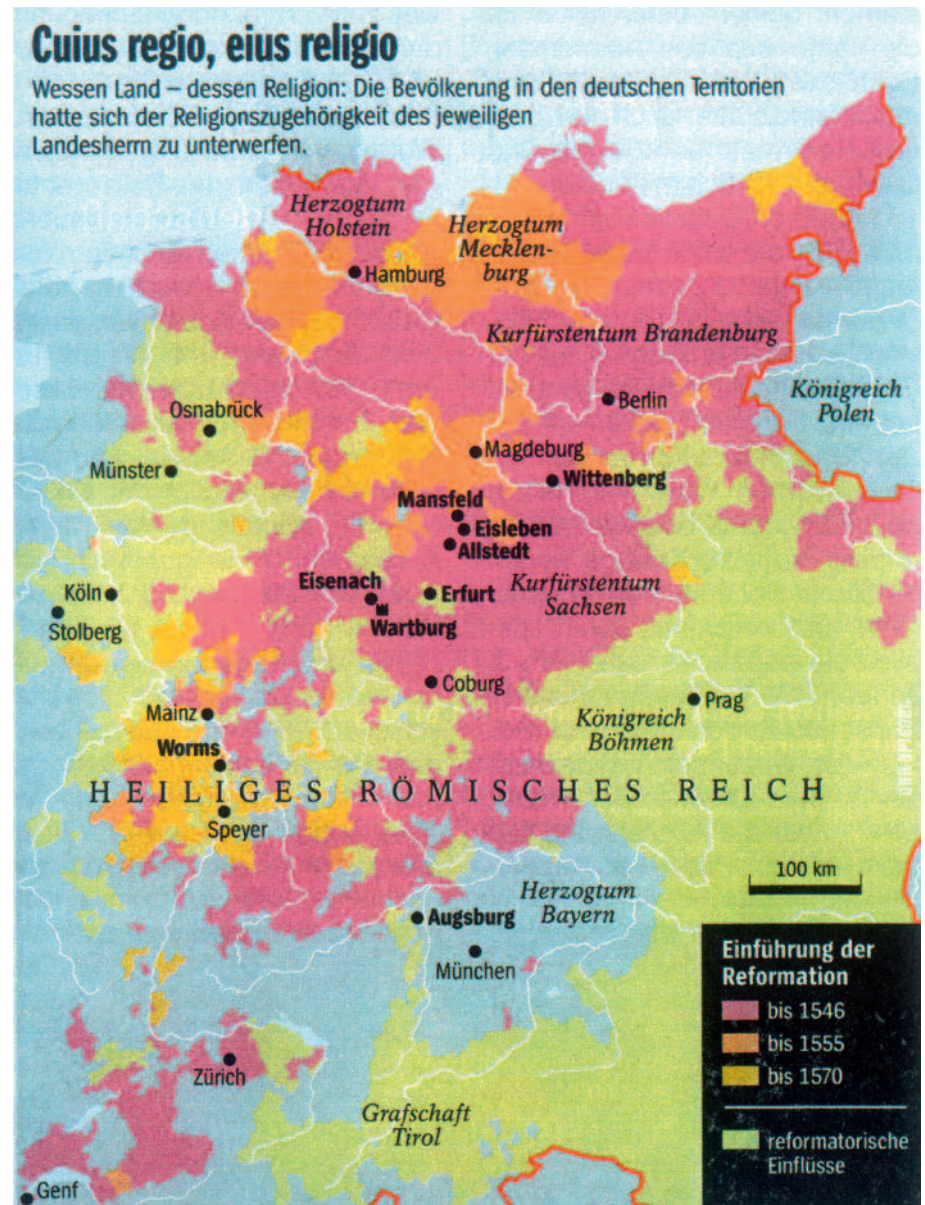 Cuius regio, eius religio
Wessen Land – dessen Religion: Die Bevölkerung in den deutschen Territorien
hatte sich der Religionszugehörigkeit des jeweiligen
Landesherrn zu unterwerfen.
Herzogtum
Holstein
Herzogtum
Mecklen-
burg
Hamburg
Kurfürstentum Brandenburg
Königreich
Polen
Berlin
Osnabrück
Magdeburg
Münster
Wittenberg
Mansfeld
Eisleben
Allstedt
Eisenach
Erfurt
Kurfürstentum
Sachsen
Köln
Stolberg
Wartburg
Coburg
Prag
Mainz
Königreich
Böhmen
Worms
DER SPIEGEL
HEILIGES RÖMISCHES REICH
Speyer
100 km
Herzogtum
Bayern
Augsburg
München
Einführung der
Reformation
bis 1546
bis 1555
bis 1570
reformatorische
Einflüsse
Zürich
Grafschaft
Tirol
Genf